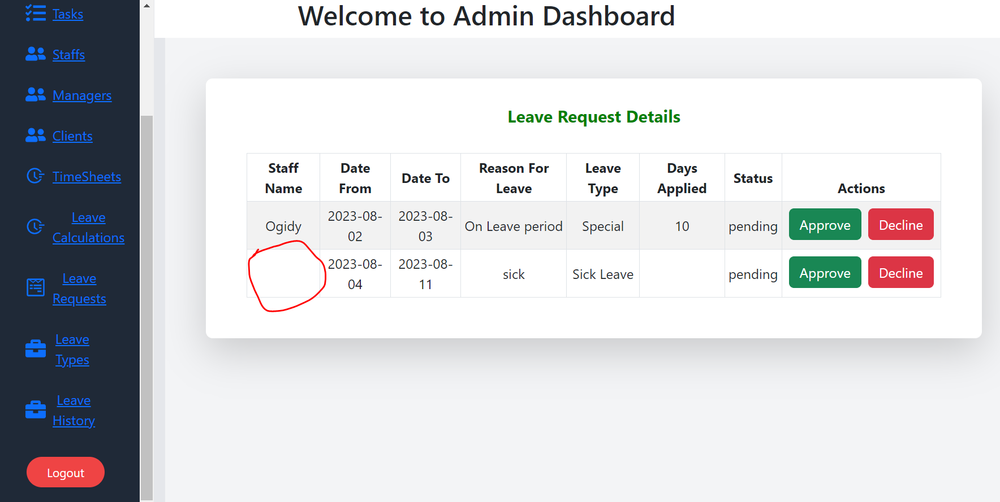 Tasks
Staffs
Managers
Clients
TimeSheets
Leave
Calculations
Leave
Requests
Leave
Types
Leave
History
Logout
Welcome to Admin Dashboard
Leave Request Details
Staff Name Date From Date To Reason For Leave Leave Type Days Applied Status Actions
Ogidy 2023-08-02 2023-08-03 On Leave period Special 10 pending Approve Decline
2023-08-04 2023-08-11 sick Sick Leave pending Approve Decline